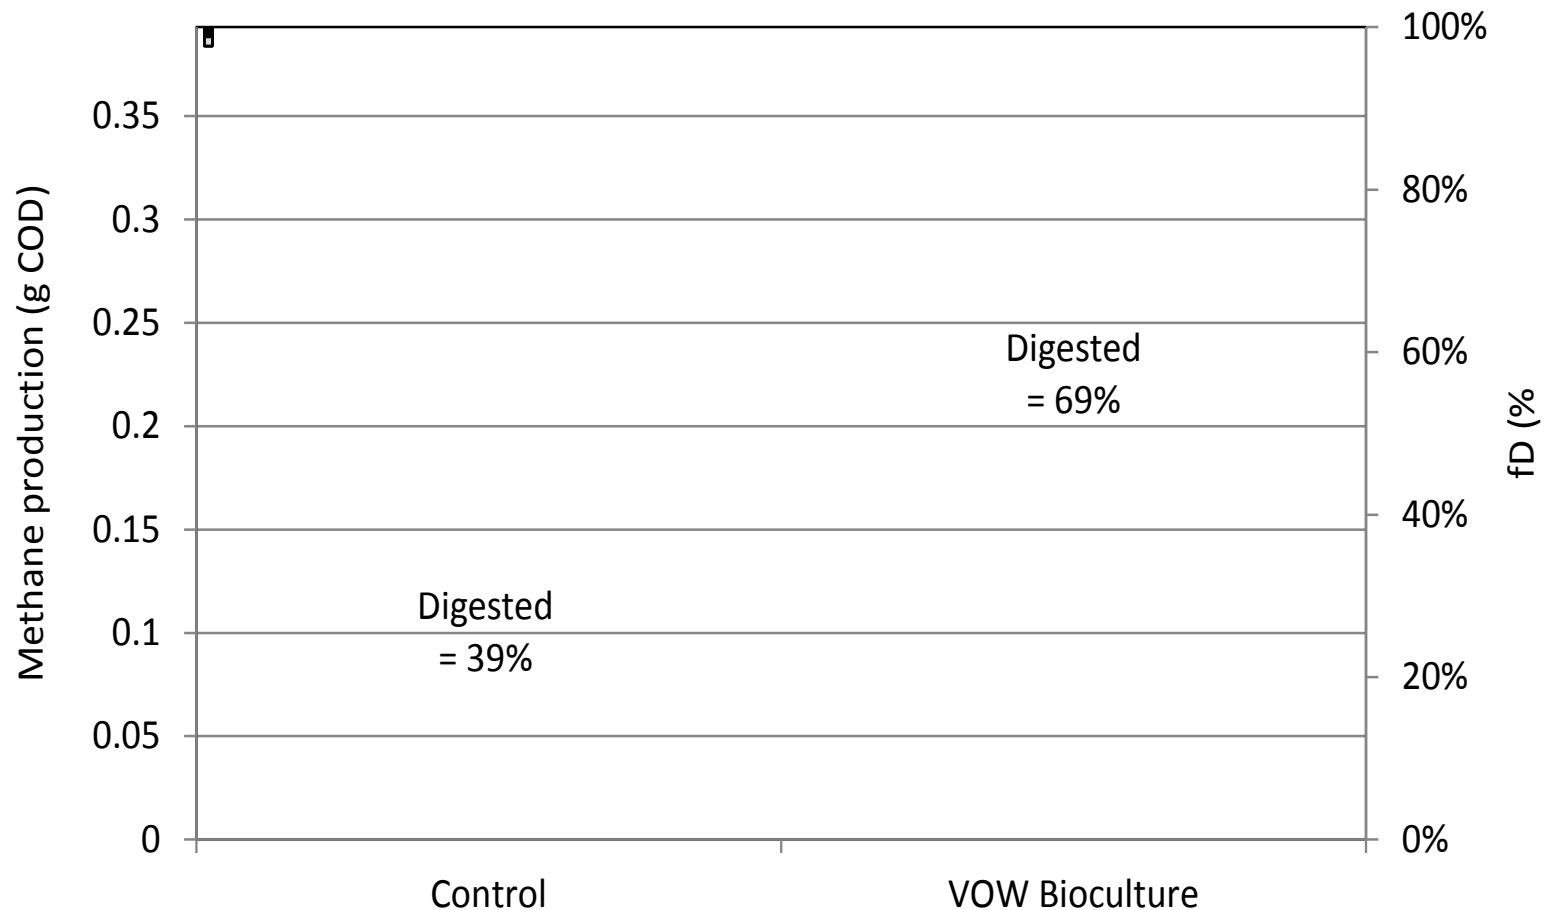 100%
0.35
80%
0.3
0.25
60%
0.2
40%
0.15
0.1
20%
0.05
0
0%
Methane production (g COD)
fD (%
Digested
= 69%
Digested
= 39%
Control
VOW Bioculture